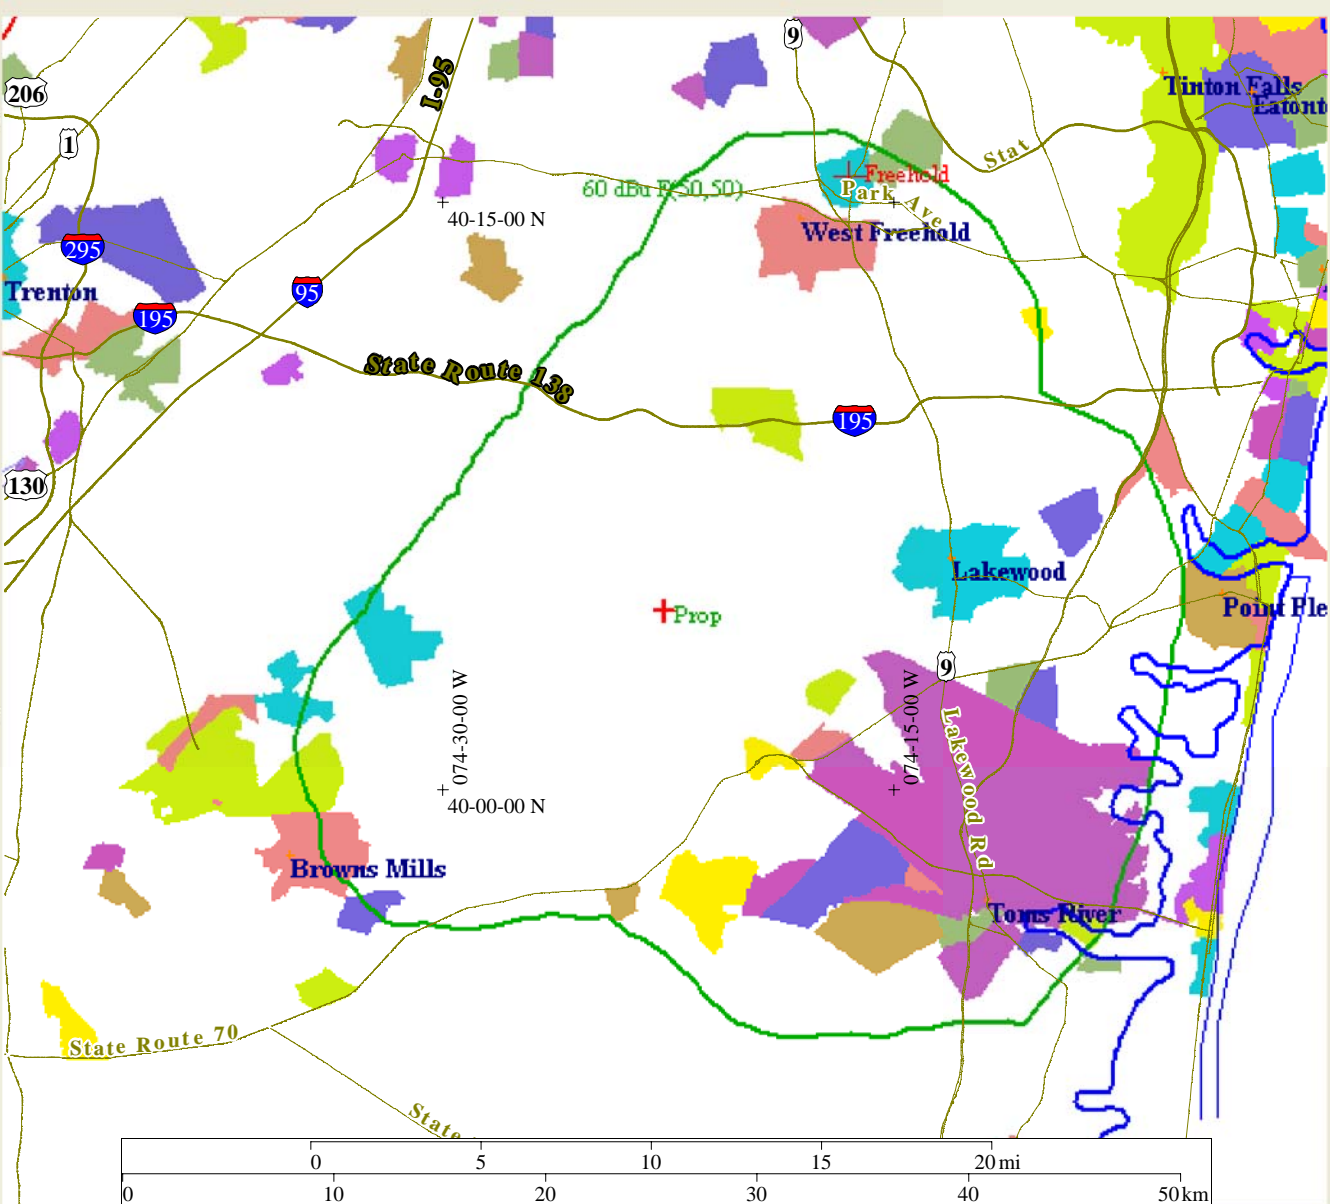 9
206
I-95
Tinton Falls
Eatont
1
Stat
Freehold
60 dBu F(50,50)
Park Ave
40-15-00 N
West Freehold
295
Trenton
95
195
State Route 138
195
130
Lakewood
Prop
Point Ple
9
074-30-00 W
074-15-00 W
Lakewood Rd
40-00-00 N
Browns Mills
Toms River
State Route 70
State
0 5 10 15 20 mi
0 10 20 30 40 50 km